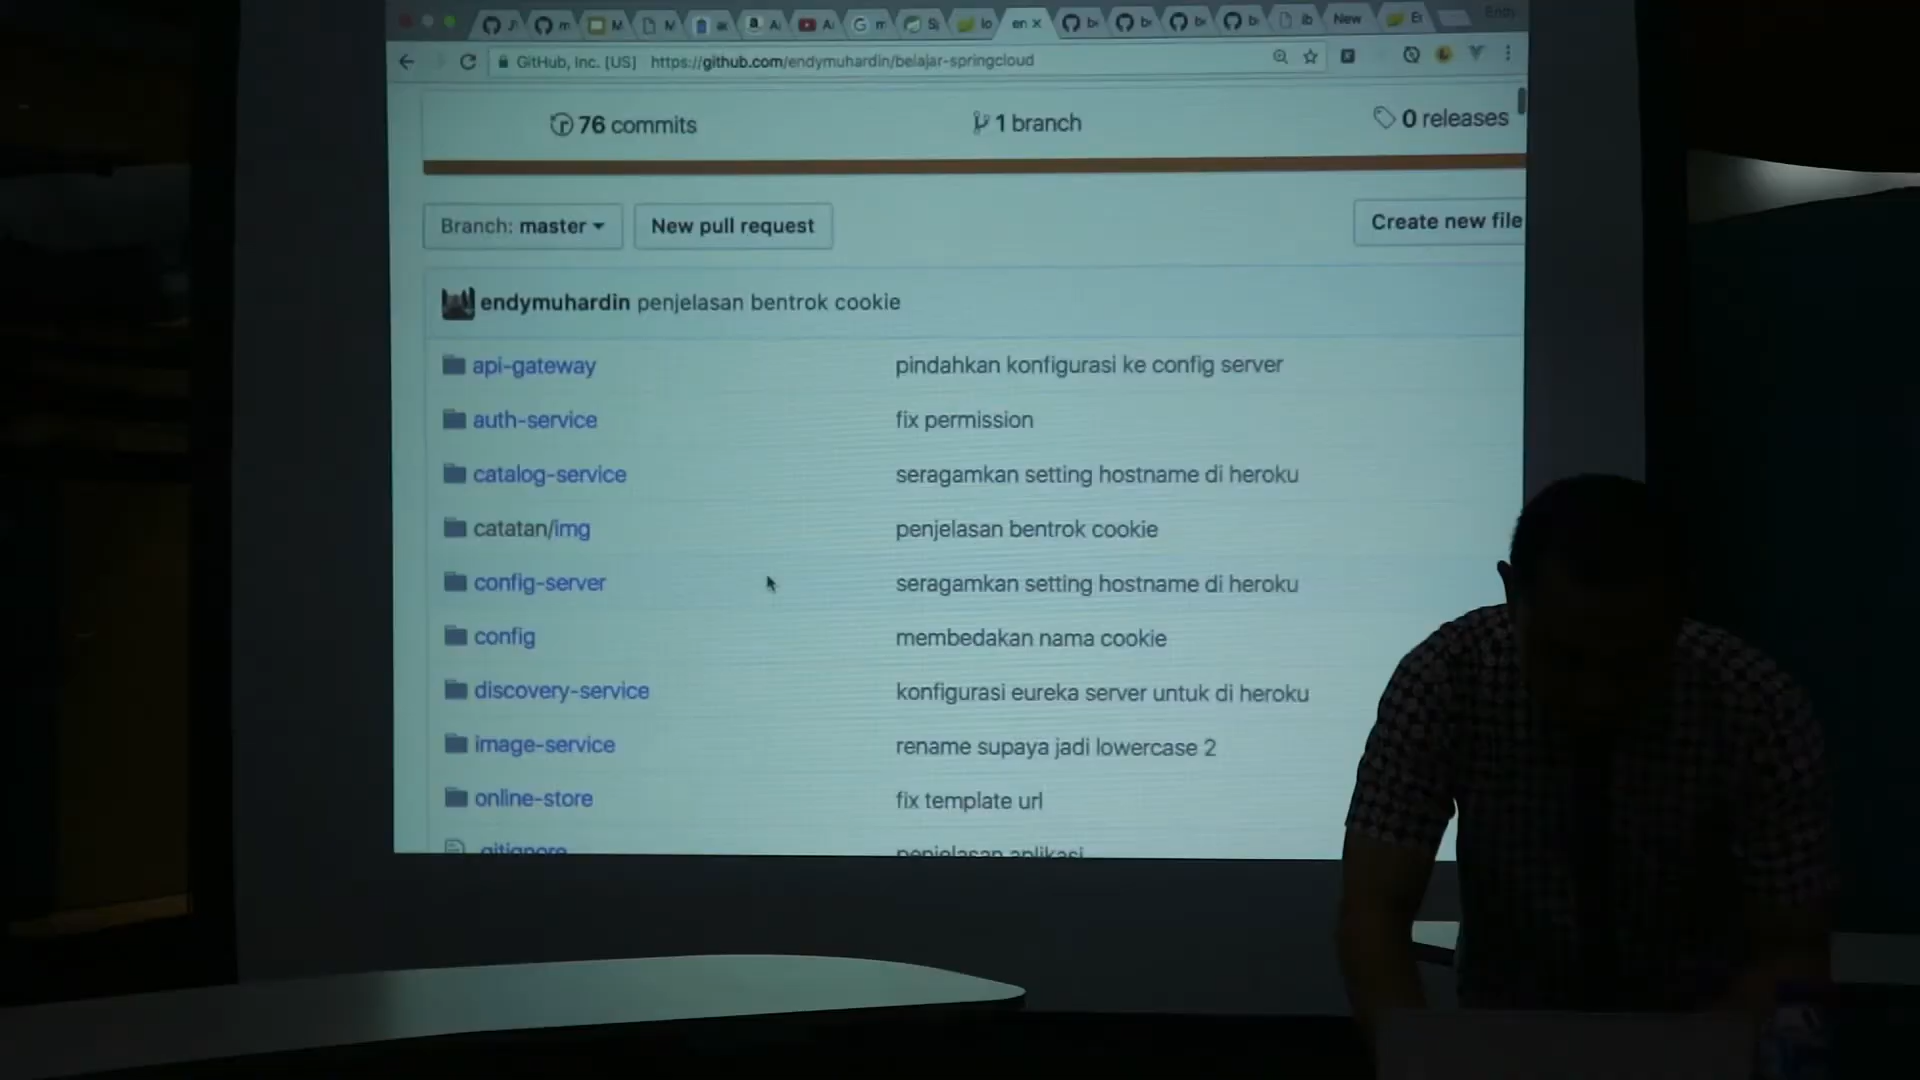 GitHub, Inc. [US] https://github.com/endymuhardin/belajar-springcloud
76 commits
1 branch
0 releases
Branch: master
New pull request
Create new file
endymuhardin penjelasan bentrok cookie
api-gateway pindahkan konfigurasi ke config server
auth-service fix permission
catalog-service seragamkan setting hostname di heroku
catatan/img penjelasan bentrok cookie
config-server seragamkan setting hostname di heroku
config membedakan nama cookie
discovery-service konfigurasi eureka server untuk di heroku
image-service rename supaya jadi lowercase 2
online-store fix template url
.gitignore penjelasan aplikasi